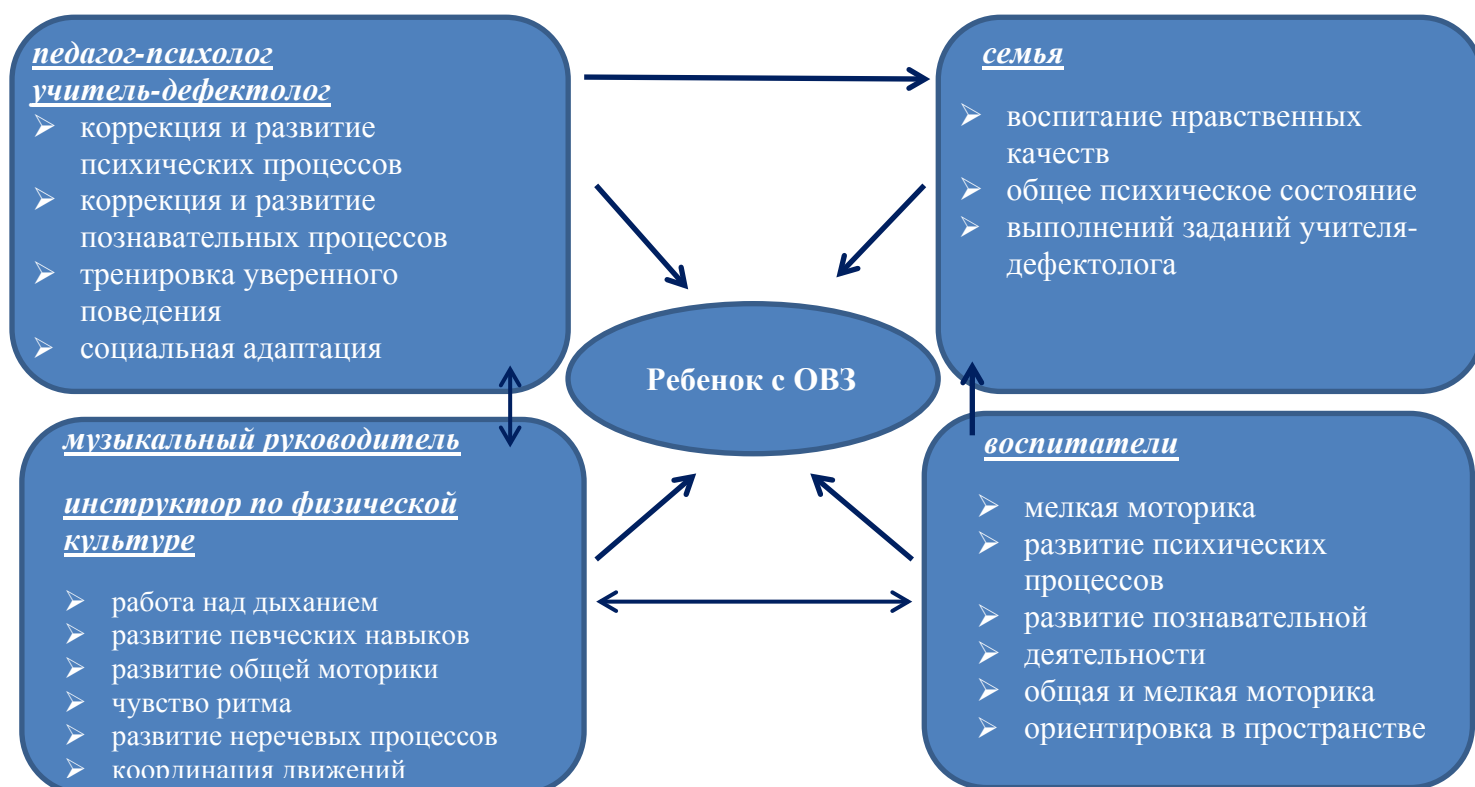 педагог-психолог
учитель-дефектолог
➢ коррекция и развитие
психических процессов
➢ коррекция и развитие
познавательных процессов
➢ тренировка уверенного
поведения
➢ социальная адаптация
семья
➢ воспитание нравственных
качеств
➢ общее психическое состояние
➢ выполнений заданий учителя-
дефектолога
Ребенок с ОВЗ
музыкальный руководитель
инструктор по физической
культуре
➢ работа над дыханием
➢ развитие певческих навыков
➢ развитие общей моторики
➢ чувство ритма
➢ развитие неречевых процессов
➢ координация движений
воспитатели
➢ мелкая моторика
➢ развитие психических
процессов
➢ развитие познавательной
➢ деятельности
➢ общая и мелкая моторика
➢ ориентировка в пространстве